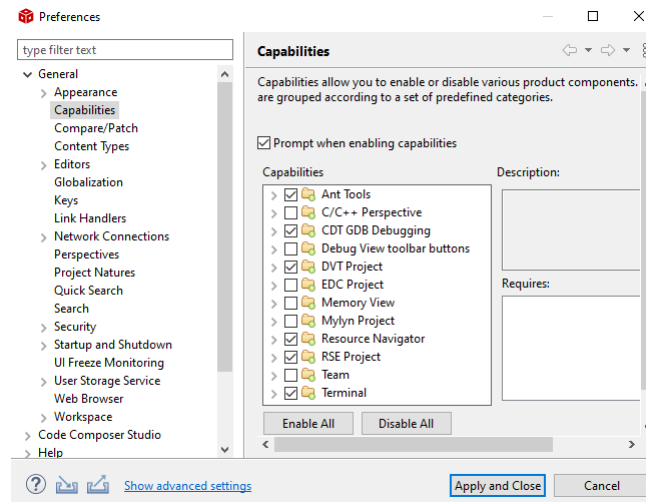 Preferences
type filter text
General
Appearance
Capabilities
Compare/Patch
Content Types
Editors
Globalization
Keys
Link Handlers
Network Connections
Perspectives
Project Natures
Quick Search
Search
Security
Startup and Shutdown
UI Freeze Monitoring
User Storage Service
Web Browser
Workspace
Code Composer Studio
Help
Capabilities
Capabilities allow you to enable or disable various product components.
are grouped according to a set of predefined categories.
Prompt when enabling capabilities
Capabilities
Ant Tools
C/C++ Perspective
CDT GDB Debugging
Debug View toolbar buttons
DVT Project
EDC Project
Memory View
Mylyn Project
Resource Navigator
RSE Project
Team
Terminal
Description:
Requires:
Enable All
Disable All
Show advanced settings
Apply and Close
Cancel